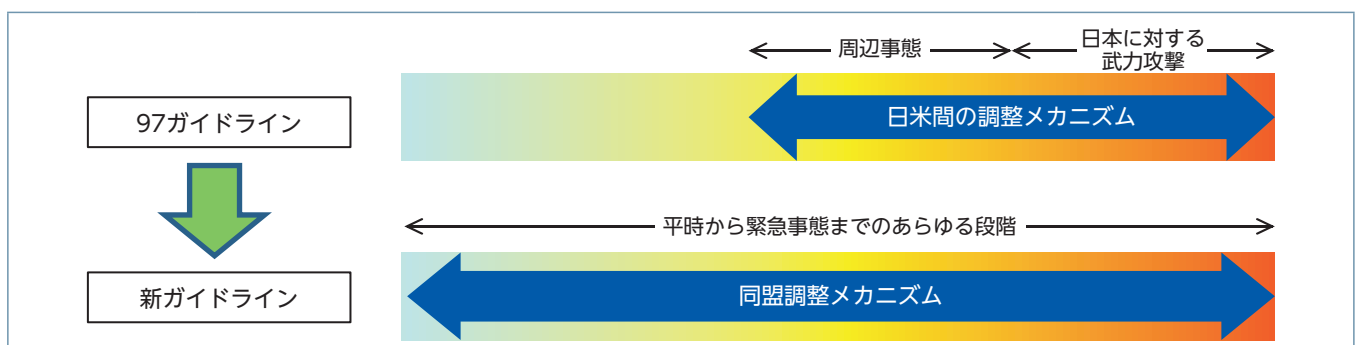 周辺事態
日本に対する
武力攻撃
97ガイドライン
日米間の調整メカニズム
平時から緊急事態までのあらゆる段階
新ガイドライン
同盟調整メカニズム